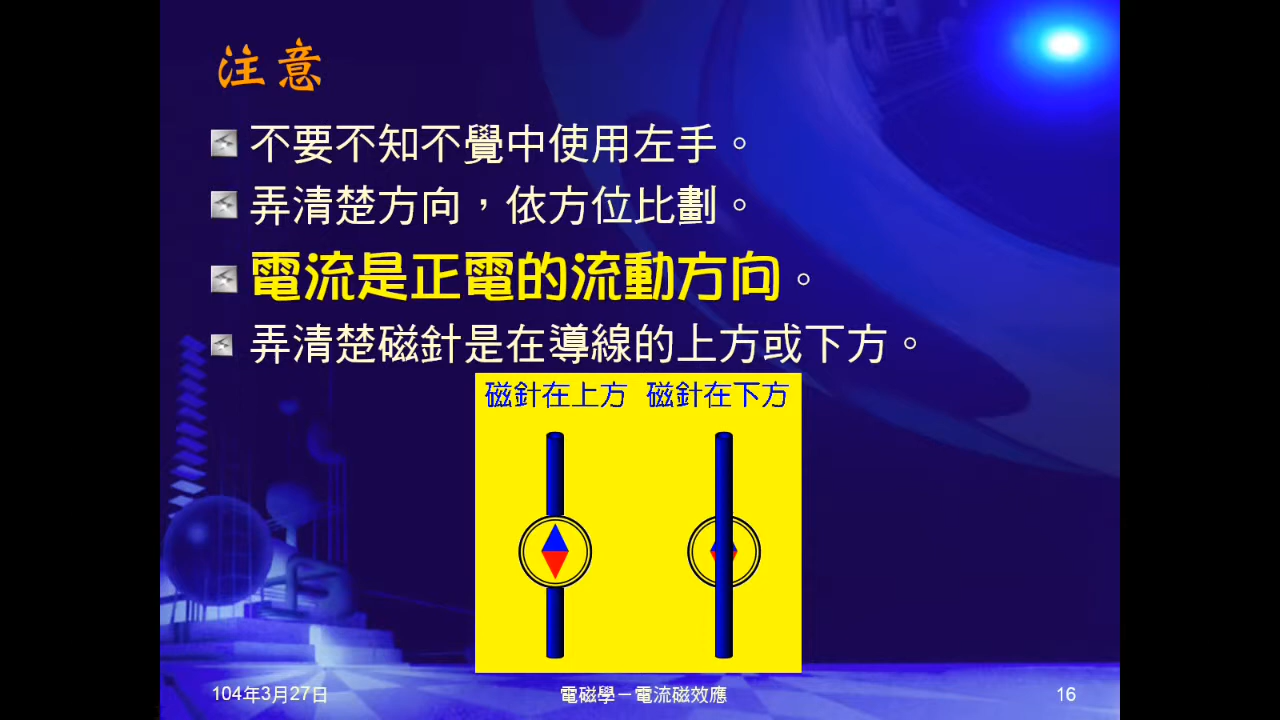 注意
不要不知不覺中使用左手。
弄清楚方向，依方位比劃。
電流是正電的流動方向。
弄清楚磁針是在導線的上方或下方。
磁針在上方 磁針在下方
104年3月27日 電磁學－電流磁效應 16